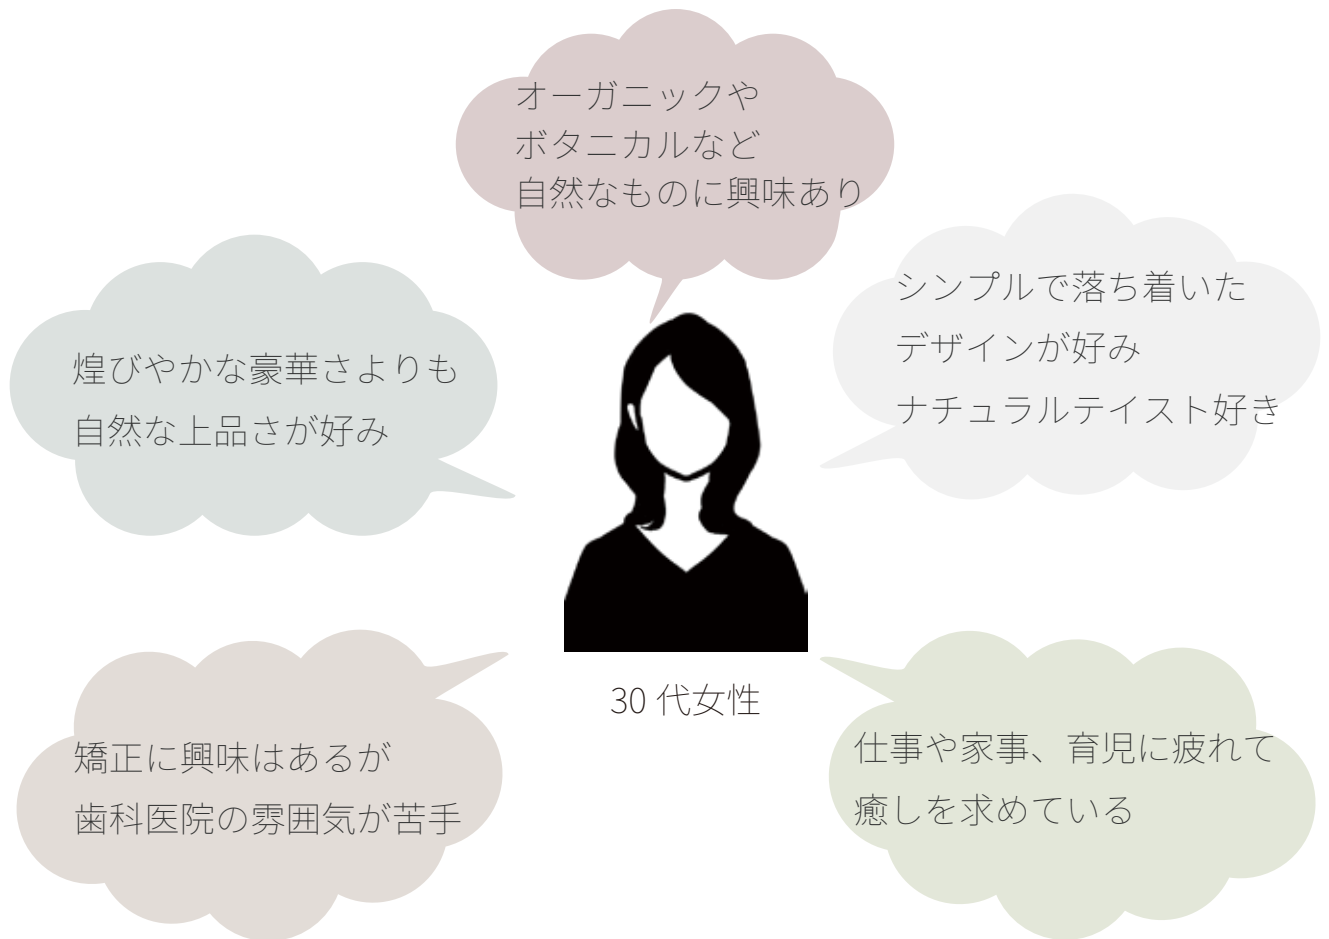 オーガニックや
ボタニカルなど
自然なものに興味あり
シンプルで落ち着いた
デザインが好み
ナチュラルテイスト好き
煌びやかな豪華さよりも
自然な上品さが好み
30 代女性
矯正に興味はあるが
歯科医院の雰囲気が苦手
仕事や家事、育児に疲れて
癒しを求めている